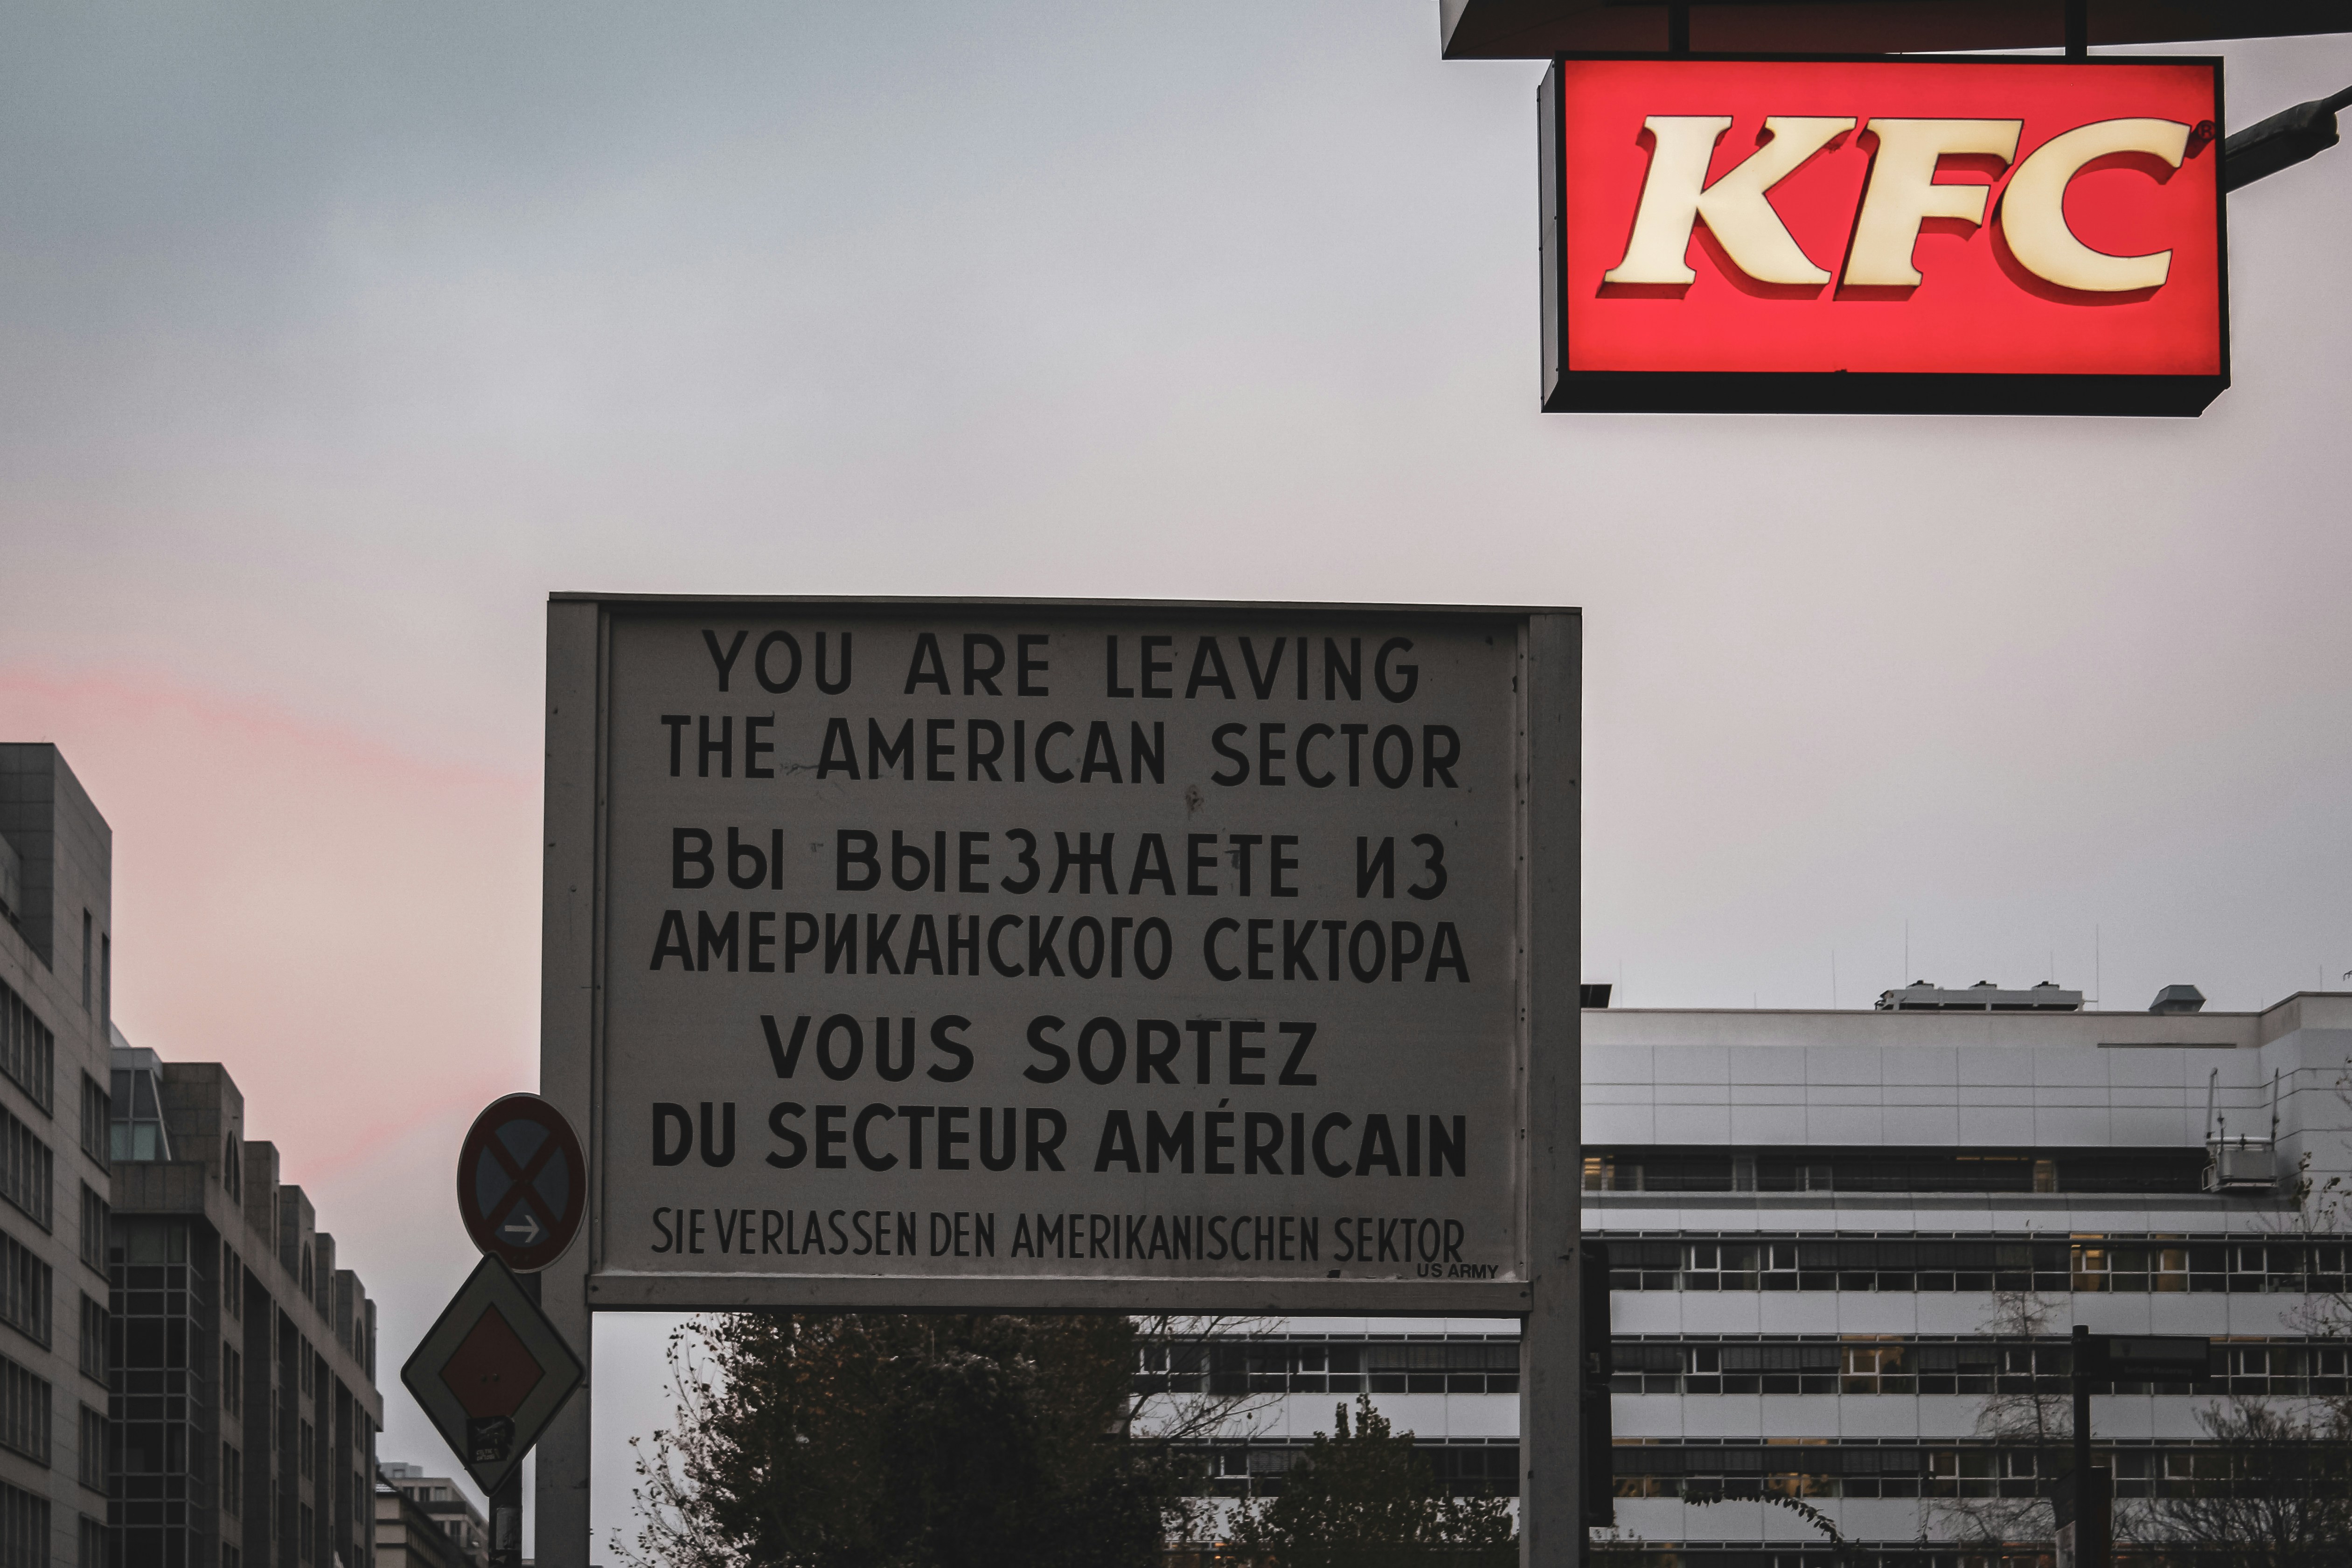 KFC®
YOU ARE LEAVING
THE AMERICAN SECTOR
ВЫ ВЫЕЗЖАЕТЕ ИЗ
АМЕРИКАНСКОГО СЕКТОРА
VOUS SORTEZ
DU SECTEUR AMÉRICAIN
SIE VERLASSEN DEN AMERIKANISCHEN SEKTOR
US ARMY